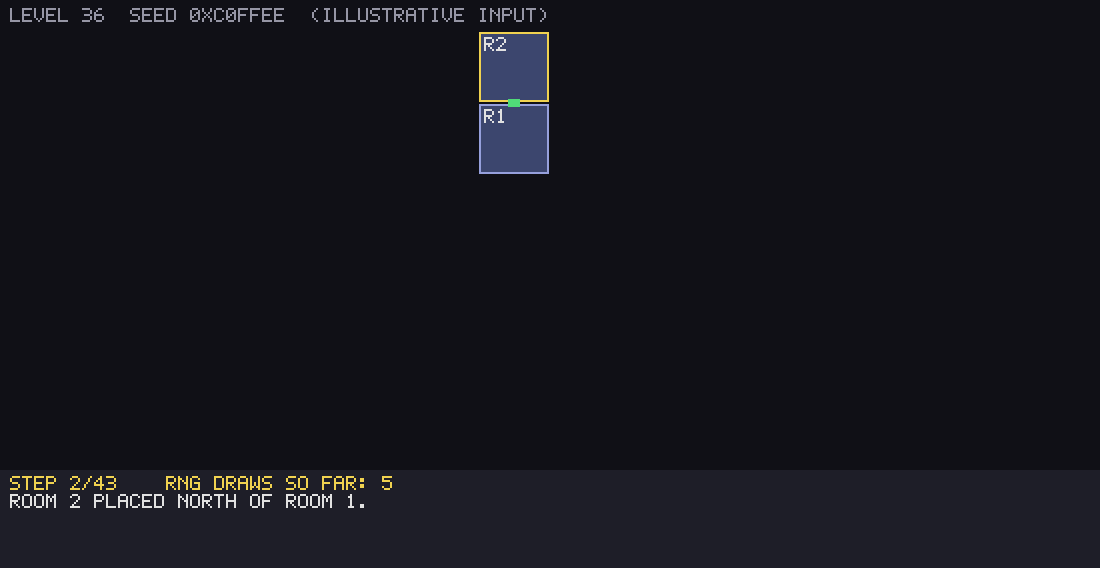 LEVEL 36  SEED 0XC0FFEE  (ILLUSTRATIVE INPUT)
R2
R1
STEP 2/43    RNG DRAWS SO FAR: 5
ROOM 2 PLACED NORTH OF ROOM 1.